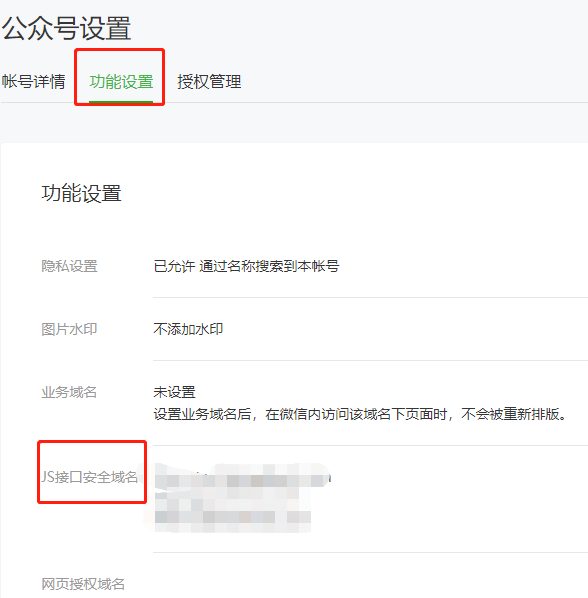 公众号设置
帐号详情 功能设置 授权管理
功能设置
隐私设置 已允许 通过名称搜索到本帐号
图片水印 不添加水印
业务域名 未设置
设置业务域名后，在微信内访问该域名下页面时，不会被重新排版。
JS接口安全域名
网页授权域名